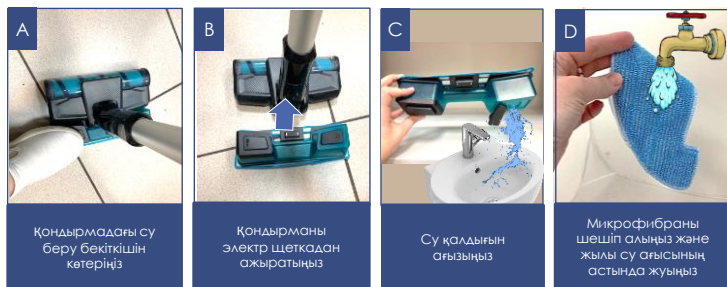 A
Қондырмадағы су
беру бекіткішін
көтеріңіз
B
Қондырманы
электр щеткадан
ажыратыңыз
C
Су қалдығын
ағызыңыз
D
Микрофибраны
шешіп алыңыз және
жылы су ағысының
астында жуыңыз